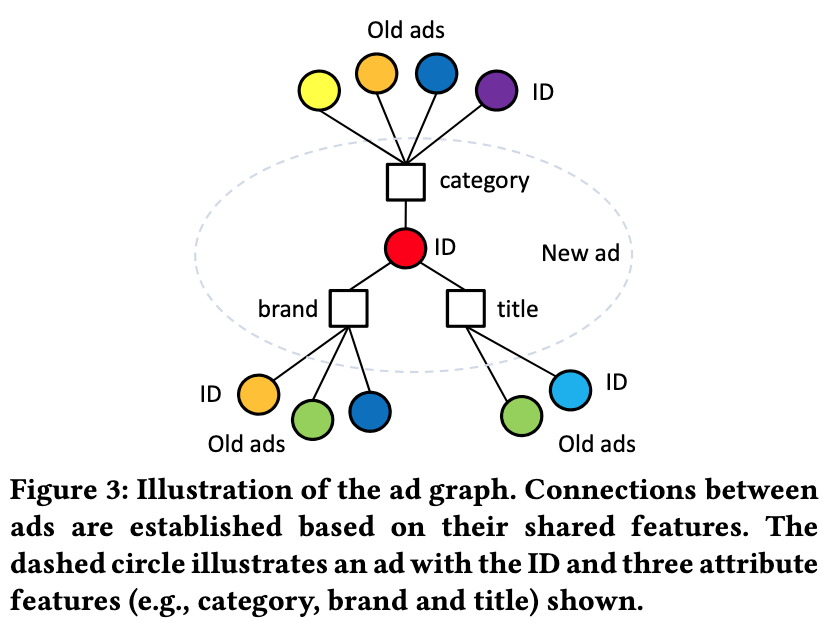 Old ads
ID
category
ID
New ad
brand
title
ID
ID
Old ads
Old ads
Figure 3: Illustration of the ad graph. Connections between
ads are established based on their shared features. The
dashed circle illustrates an ad with the ID and three attribute
features (e.g., category, brand and title) shown.